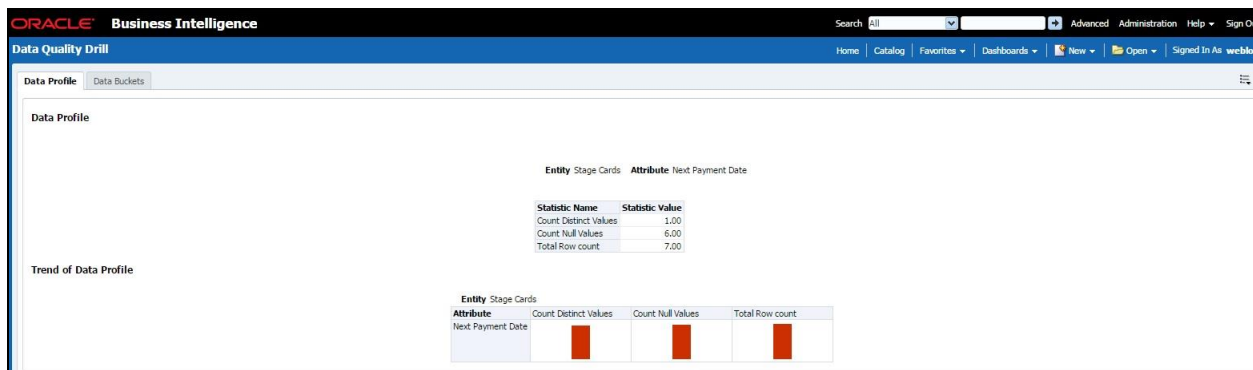 ORACLE Business Intelligence Search All Advanced Administration Help Sign O
Data Quality Drill Home Catalog Favorites Dashboards New Open Signed In As weblo
Data Profile Data Buckets
Data Profile
Entity Stage Cards Attribute Next Payment Date
Statistic Name Statistic Value
Count Distinct Values 1.00
Count Null Values 6.00
Total Row count 7.00
Trend of Data Profile
Entity Stage Cards
Attribute Count Distinct Values Count Null Values Total Row count
Next Payment Date